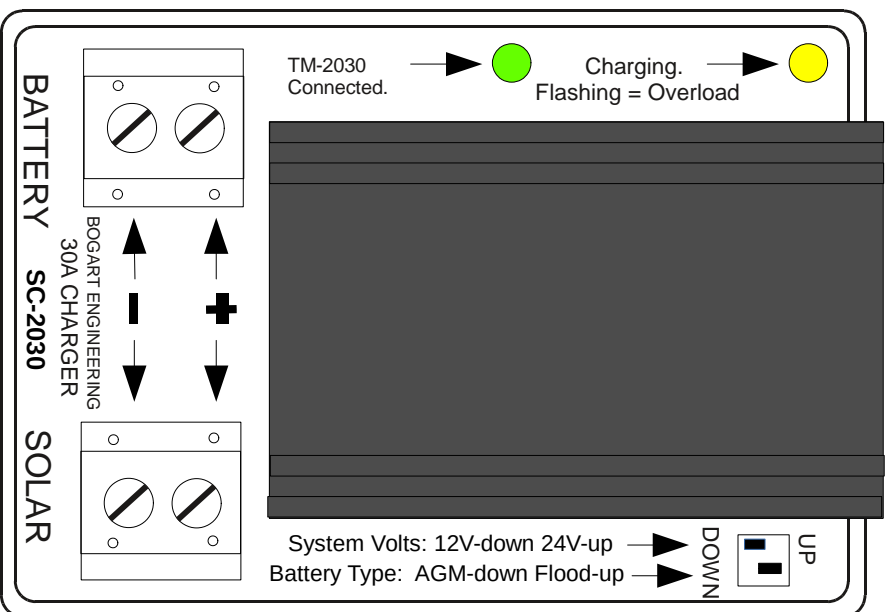 TM-2030
Connected.
Charging.
Flashing = Overload
BATTERY
BOGART ENGINEERING
30A CHARGER
SC-2030
SOLAR
System Volts: 12V-down 24V-up
Battery Type: AGM-down Flood-up
DOWN
UP